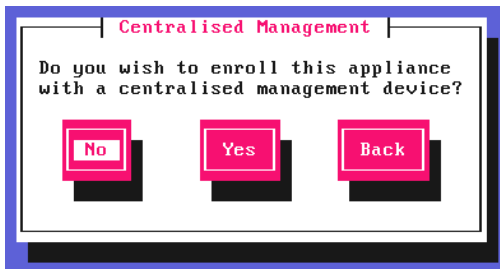 Centralised Management
Do you wish to enroll this appliance
with a centralised management device?
No Yes Back